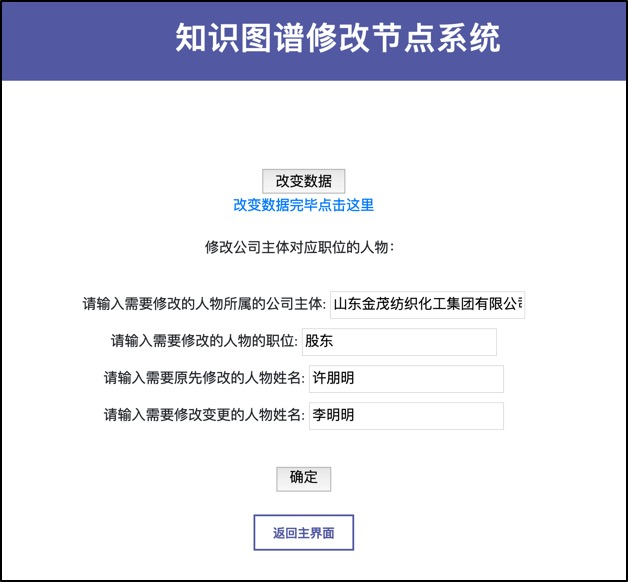 知识图谱修改节点系统
改变数据
改变数据完毕点击这里
修改公司主体对应职位的人物:
请输入需要修改的人物所属的公司主体: 山东金茂纺织化工集团有限公
请输入需要修改的人物的职位: 股东
请输入需要原先修改的人物姓名: 许朋明
请输入需要修改变更的人物姓名: 李明明
确定
返回主界面